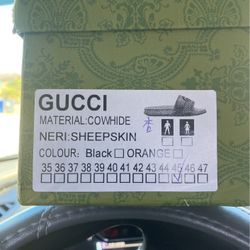 GUCCI
MATERIAL:COWHIDE
NERI:SHEEPSKIN
COLOUR: Black ORANGE
35 36 37 38 39 40 41 42 43 44 45 46 47